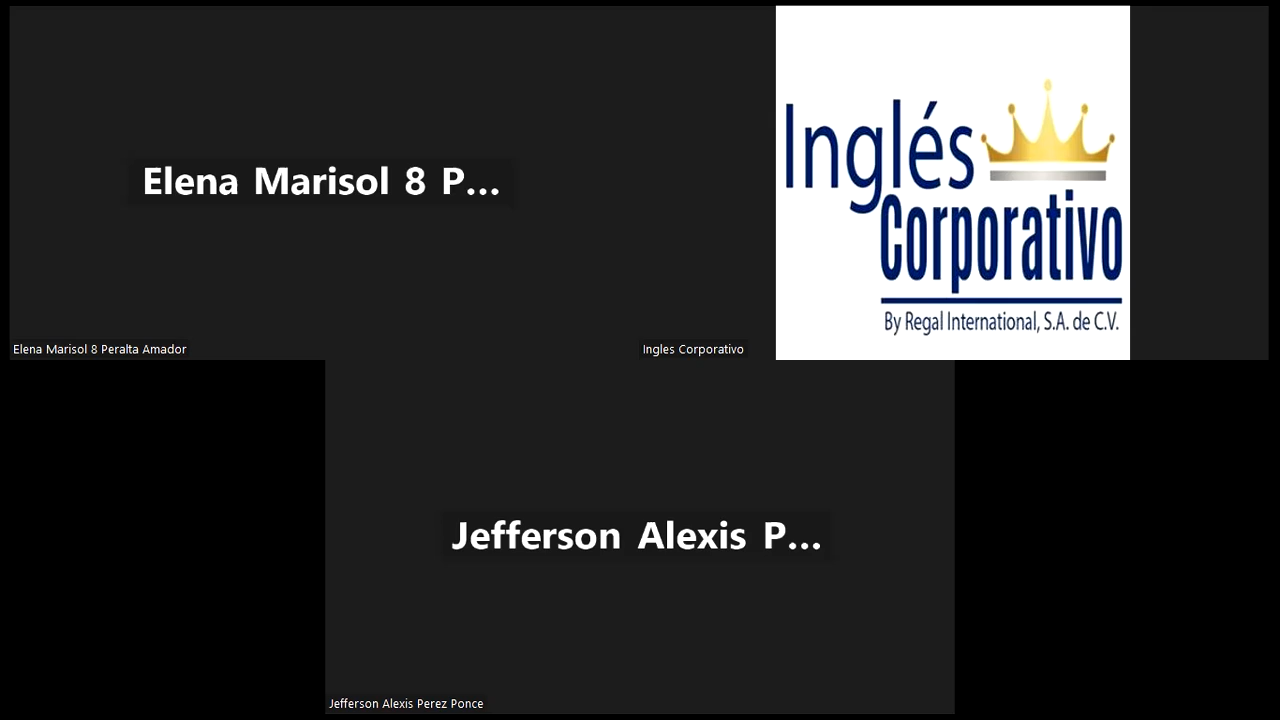 Elena Marisol 8 P...
Elena Marisol 8 Peralta Amador
Inglés
Corporativo
By Regal International, S.A. de C.V.
Ingles Corporativo
Jefferson Alexis P...
Jefferson Alexis Perez Ponce